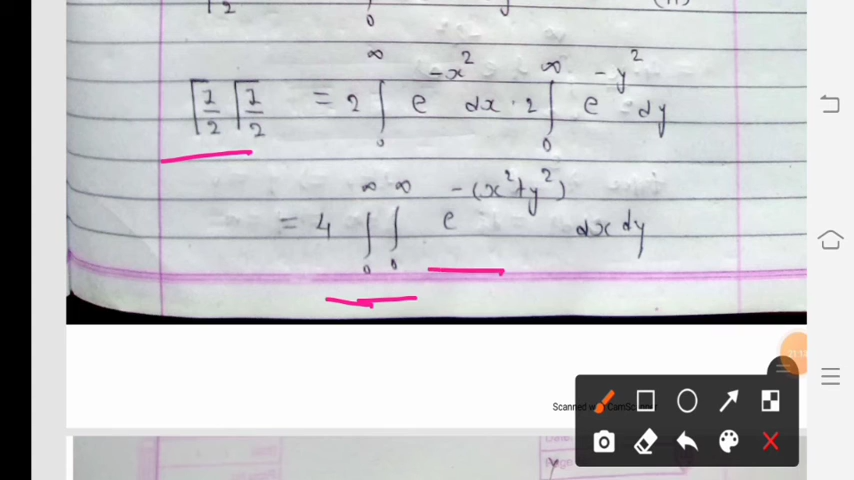 Γ1/2 Γ1/2 = 2 ∫₀^∞ e^(-x²) dx · 2 ∫₀^∞ e^(-y²) dy
= 4 ∫₀^∞ ∫₀^∞ e^(-(x²+y²)) dx dy
Scanned
CamSc